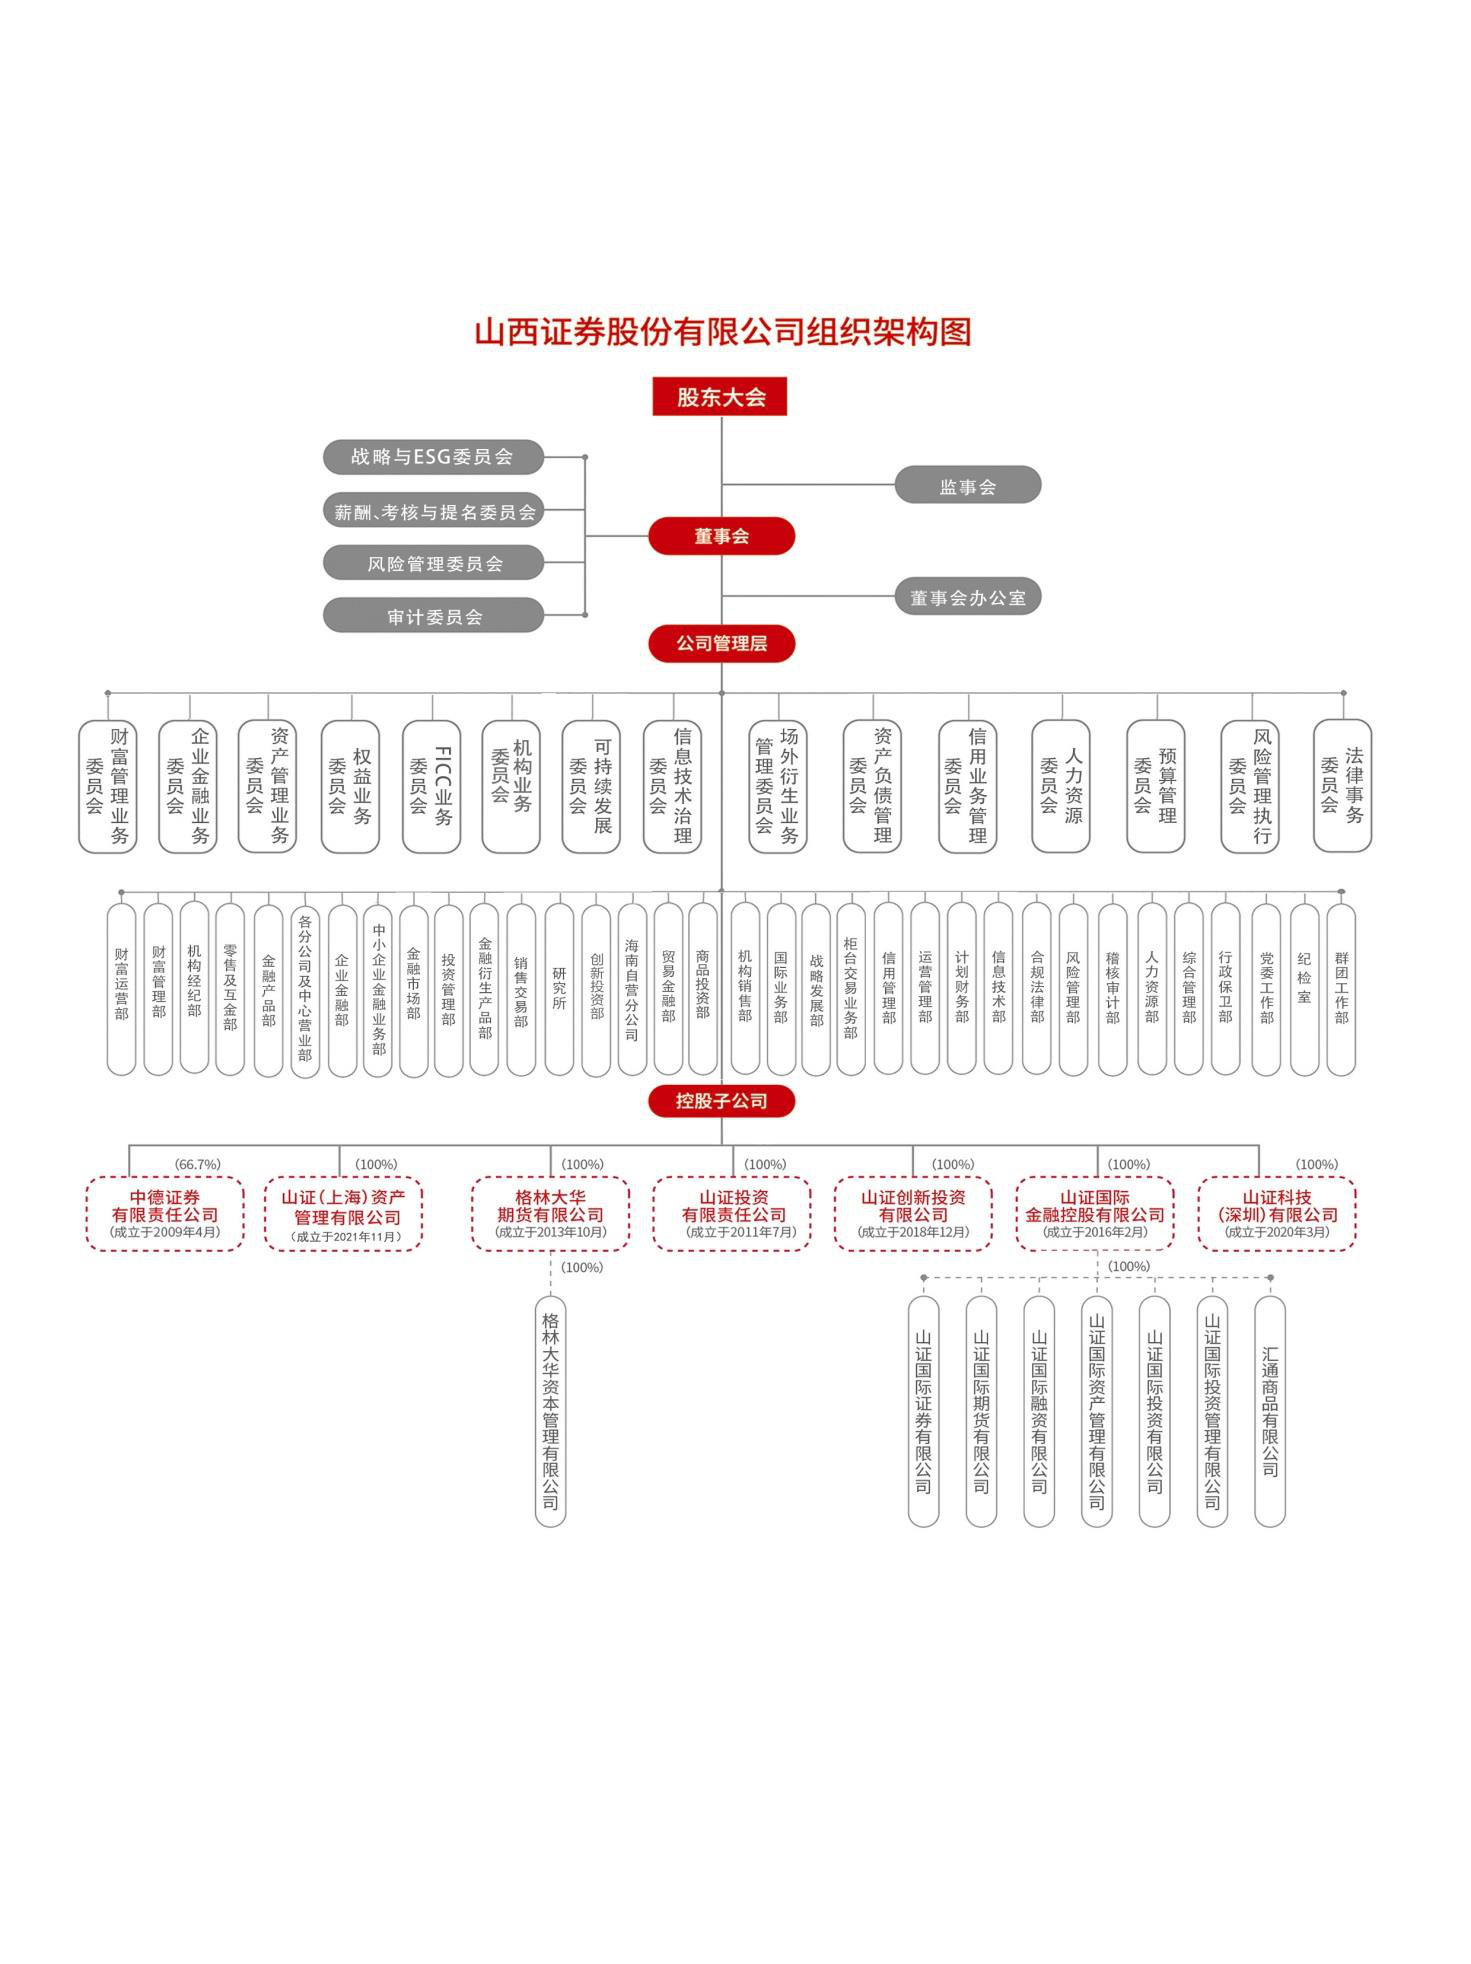 山西证券股份有限公司组织架构图
股东大会
战略与ESG委员会
监事会
薪酬、考核与提名委员会
董事会
风险管理委员会
董事会办公室
审计委员会
公司管理层
财富管理业务
委员会
企业金融业务
委员会
资产管理业务
委员会
权益业务
委员会
FICC业务
委员会
机构业务
委员会
可持续发展
委员会
信息技术治理
委员会
场外衍生业务
管理委员会
资产负债管理
委员会
信用业务管理
委员会
人力资源
委员会
预算管理
委员会
风险管理执行
委员会
法律事务
委员会
财富运营部
财富管理部
机构经纪部
零售及互金部
金融产品部
各分公司及中心营业部
企业金融部
中小企业金融业务部
金融市场部
投资管理部
金融衍生产品部
销售交易部
研究所
创新投资部
海南自营分公司
贸易金融部
商品投资部
机构销售部
国际业务部
战略发展部
柜台交易业务部
信用管理部
运营管理部
计划财务部
信息技术部
合规法律部
风险管理部
稽核审计部
人力资源部
综合管理部
行政保卫部
党委工作部
纪检室
群团工作部
控股子公司
(66.7%)
中德证券
有限责任公司
(成立于2009年4月)
(100%)
山证(上海)资产
管理有限公司
(成立于2021年11月)
(100%)
格林大华
期货有限公司
(成立于2013年10月)
(100%)
山证投资
有限责任公司
(成立于2011年7月)
(100%)
山证创新投资
有限公司
(成立于2018年12月)
(100%)
山证国际
金融控股有限公司
(成立于2016年2月)
(100%)
山证科技
(深圳)有限公司
(成立于2020年3月)
(100%)
格林大华资本管理有限公司
(100%)
山证国际证券有限公司
山证国际期货有限公司
山证国际融资有限公司
山证国际资产管理有限公司
山证国际投资有限公司
山证国际投资管理有限公司
汇通商品有限公司